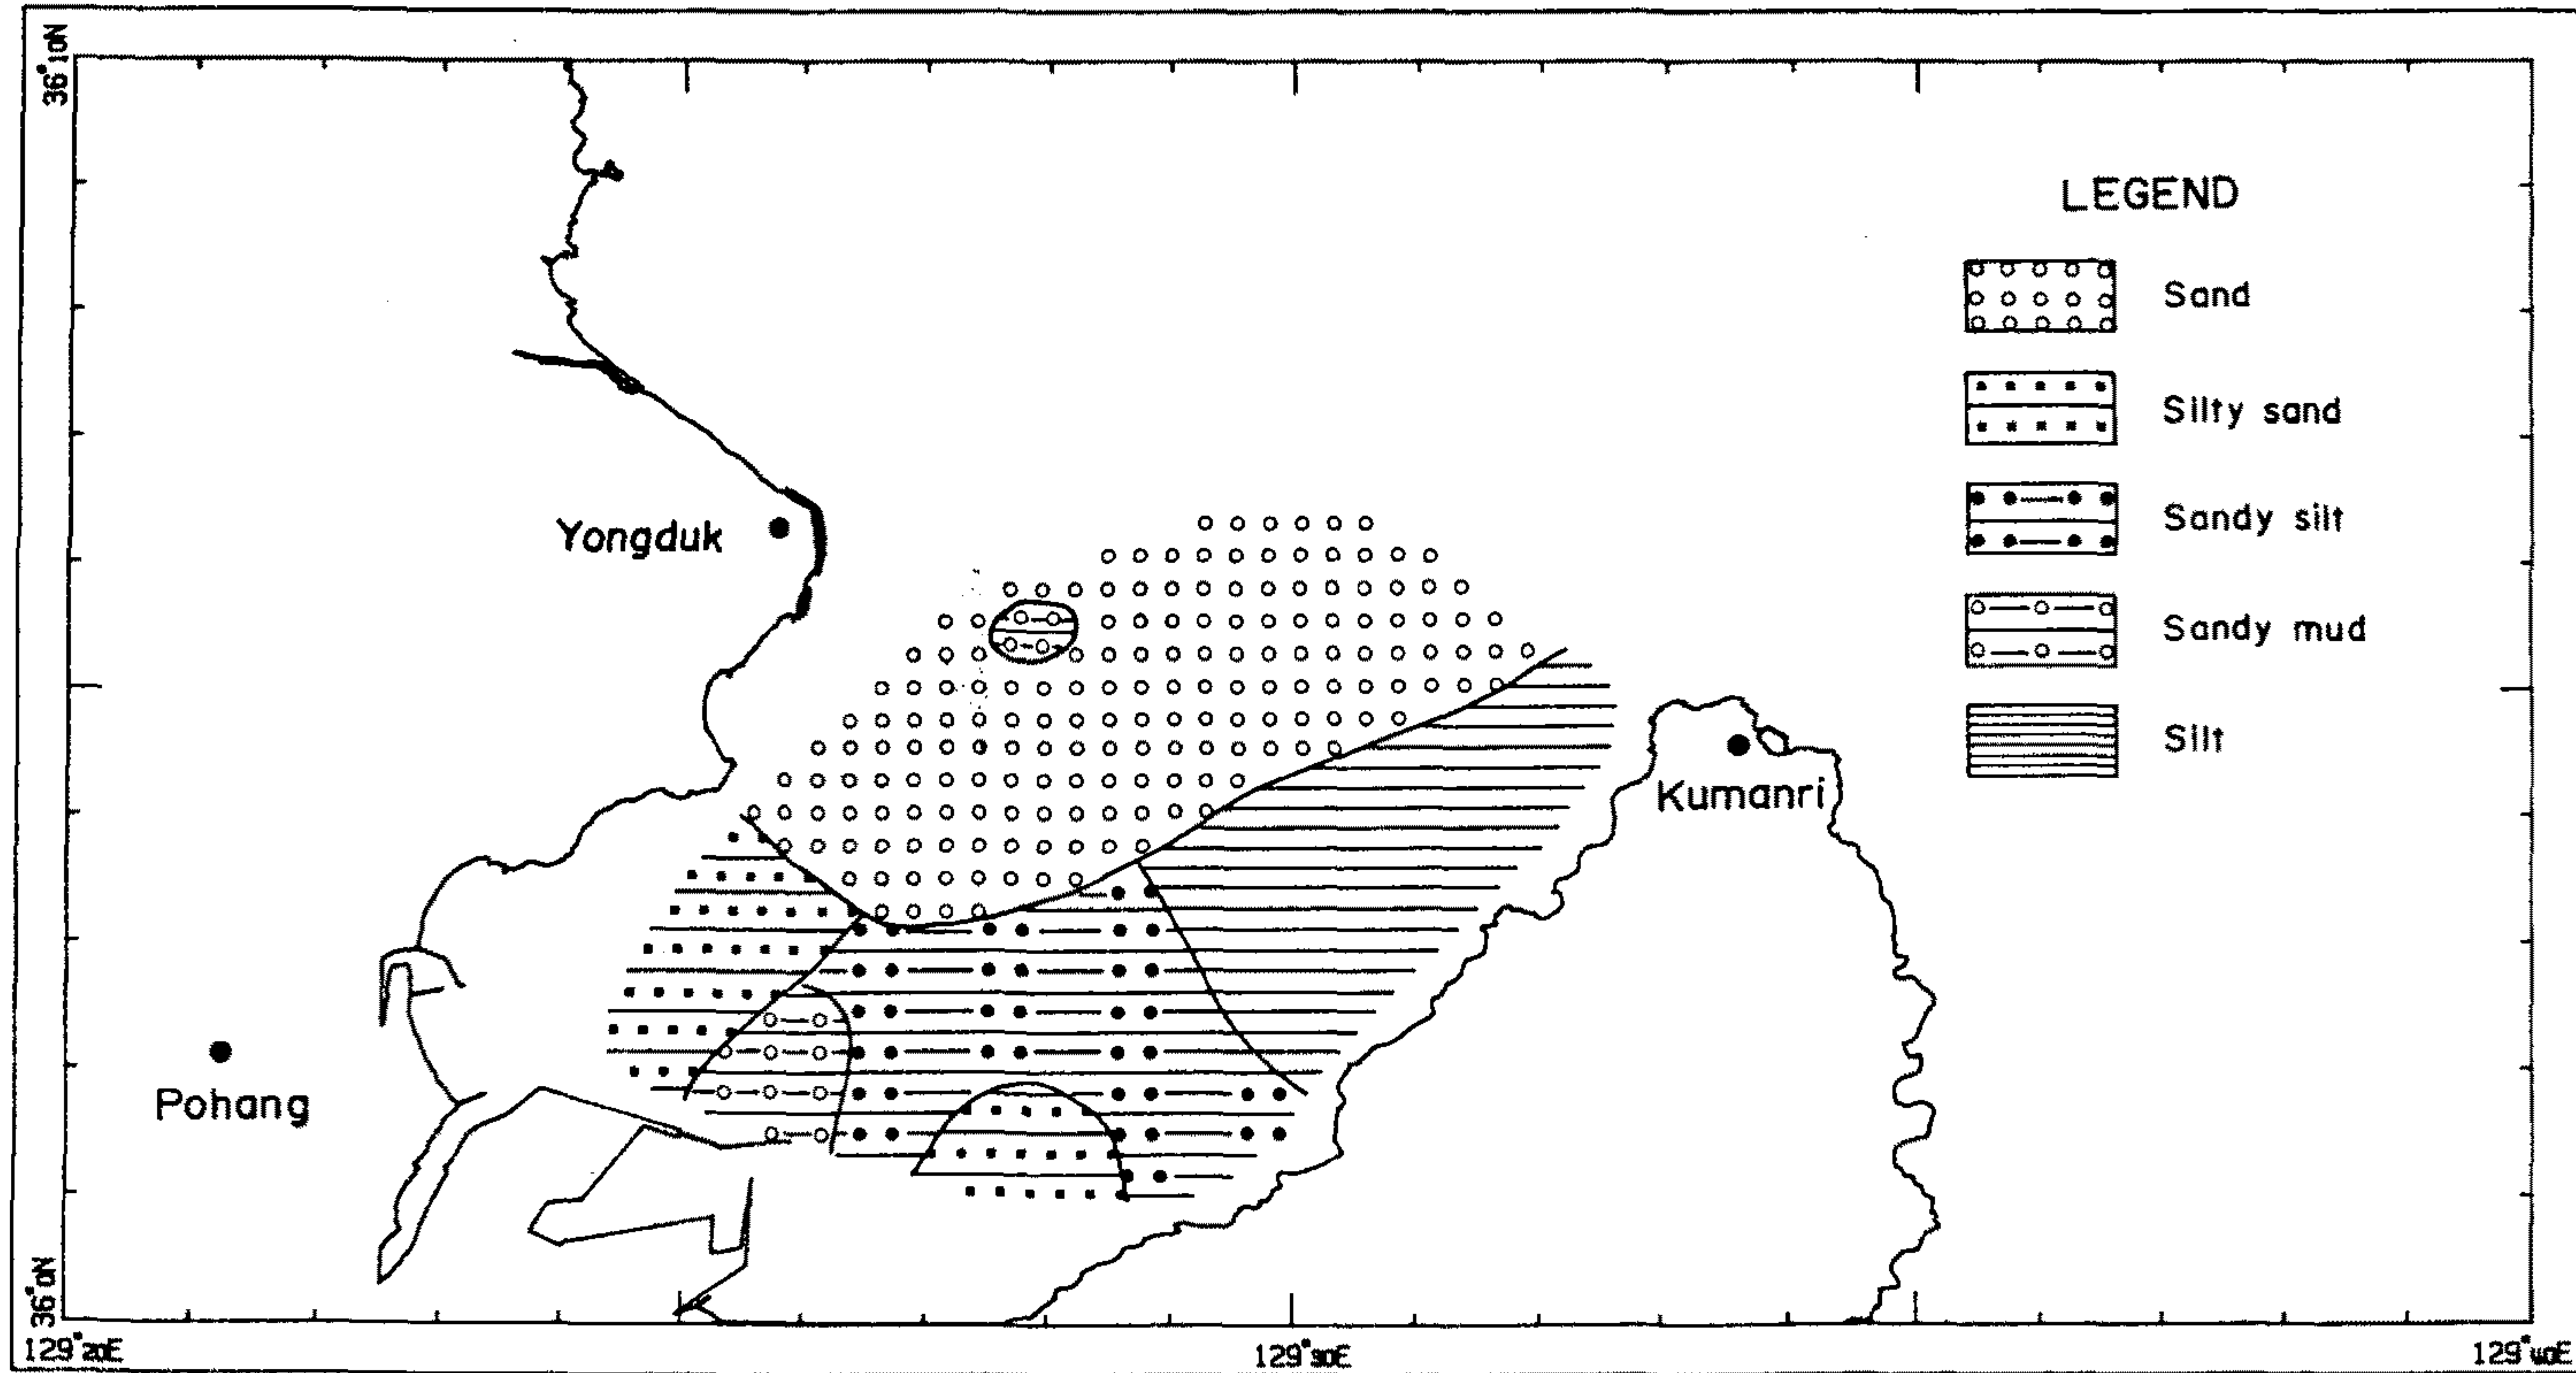 36°10N
LEGEND
Sand
Silty sand
Yongduk
Sandy silt
Sandy mud
Silt
Kumanri
Pohang
36°0N
129°20E
129°30E
129°40E